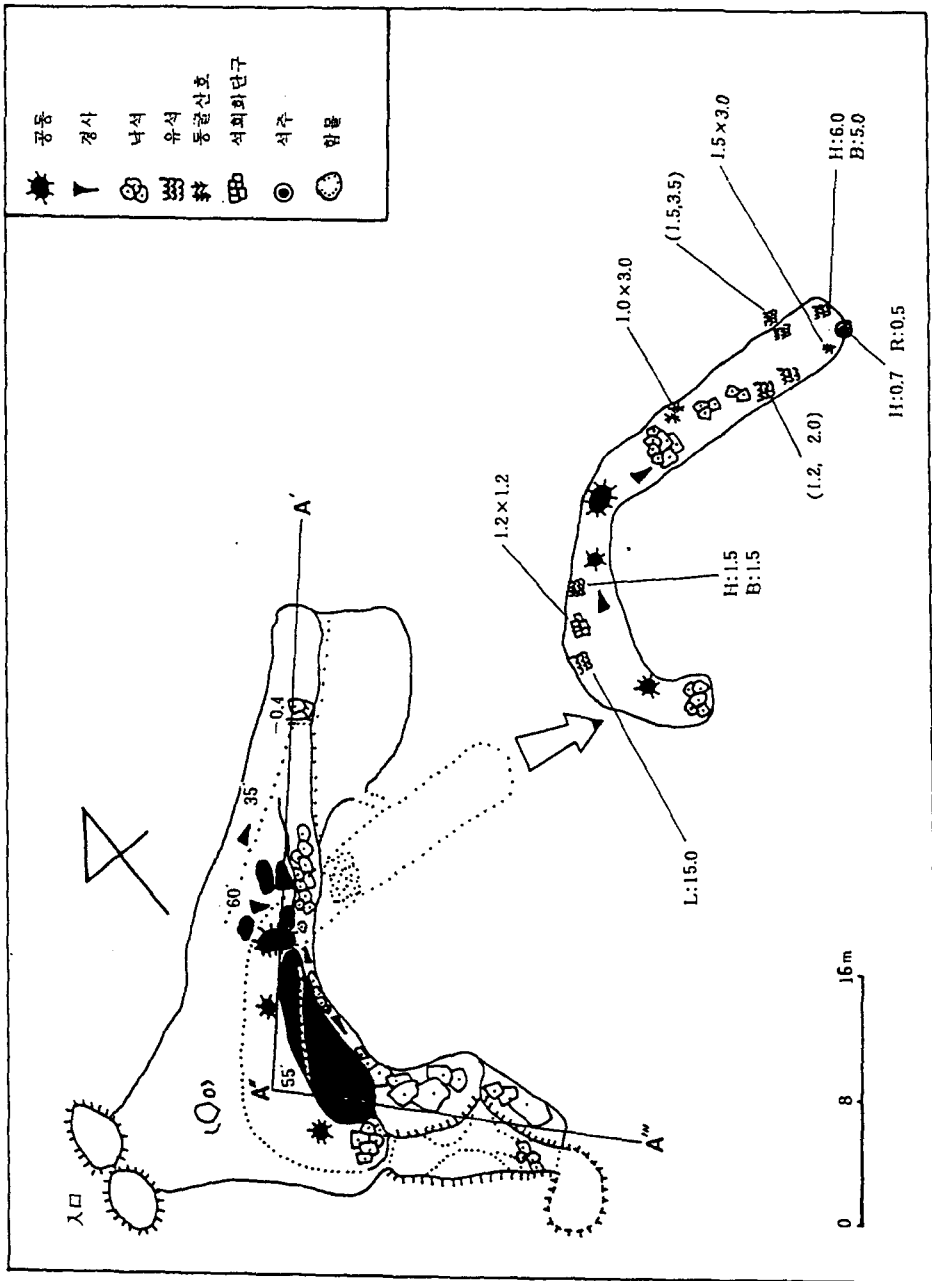 공동
경사
낙석
유석
동굴산호
석회화단구
석주
함몰
入口
A′
A″
A‴
55°
60°
35°
-0.4
1.2×1.2
1.0×3.0
(1.5,3.5)
1.5×3.0
H:6.0
B:5.0
H:0.7 R:0.5
(1.2, 2.0)
H:1.5
B:1.5
L:15.0
0 8 16m